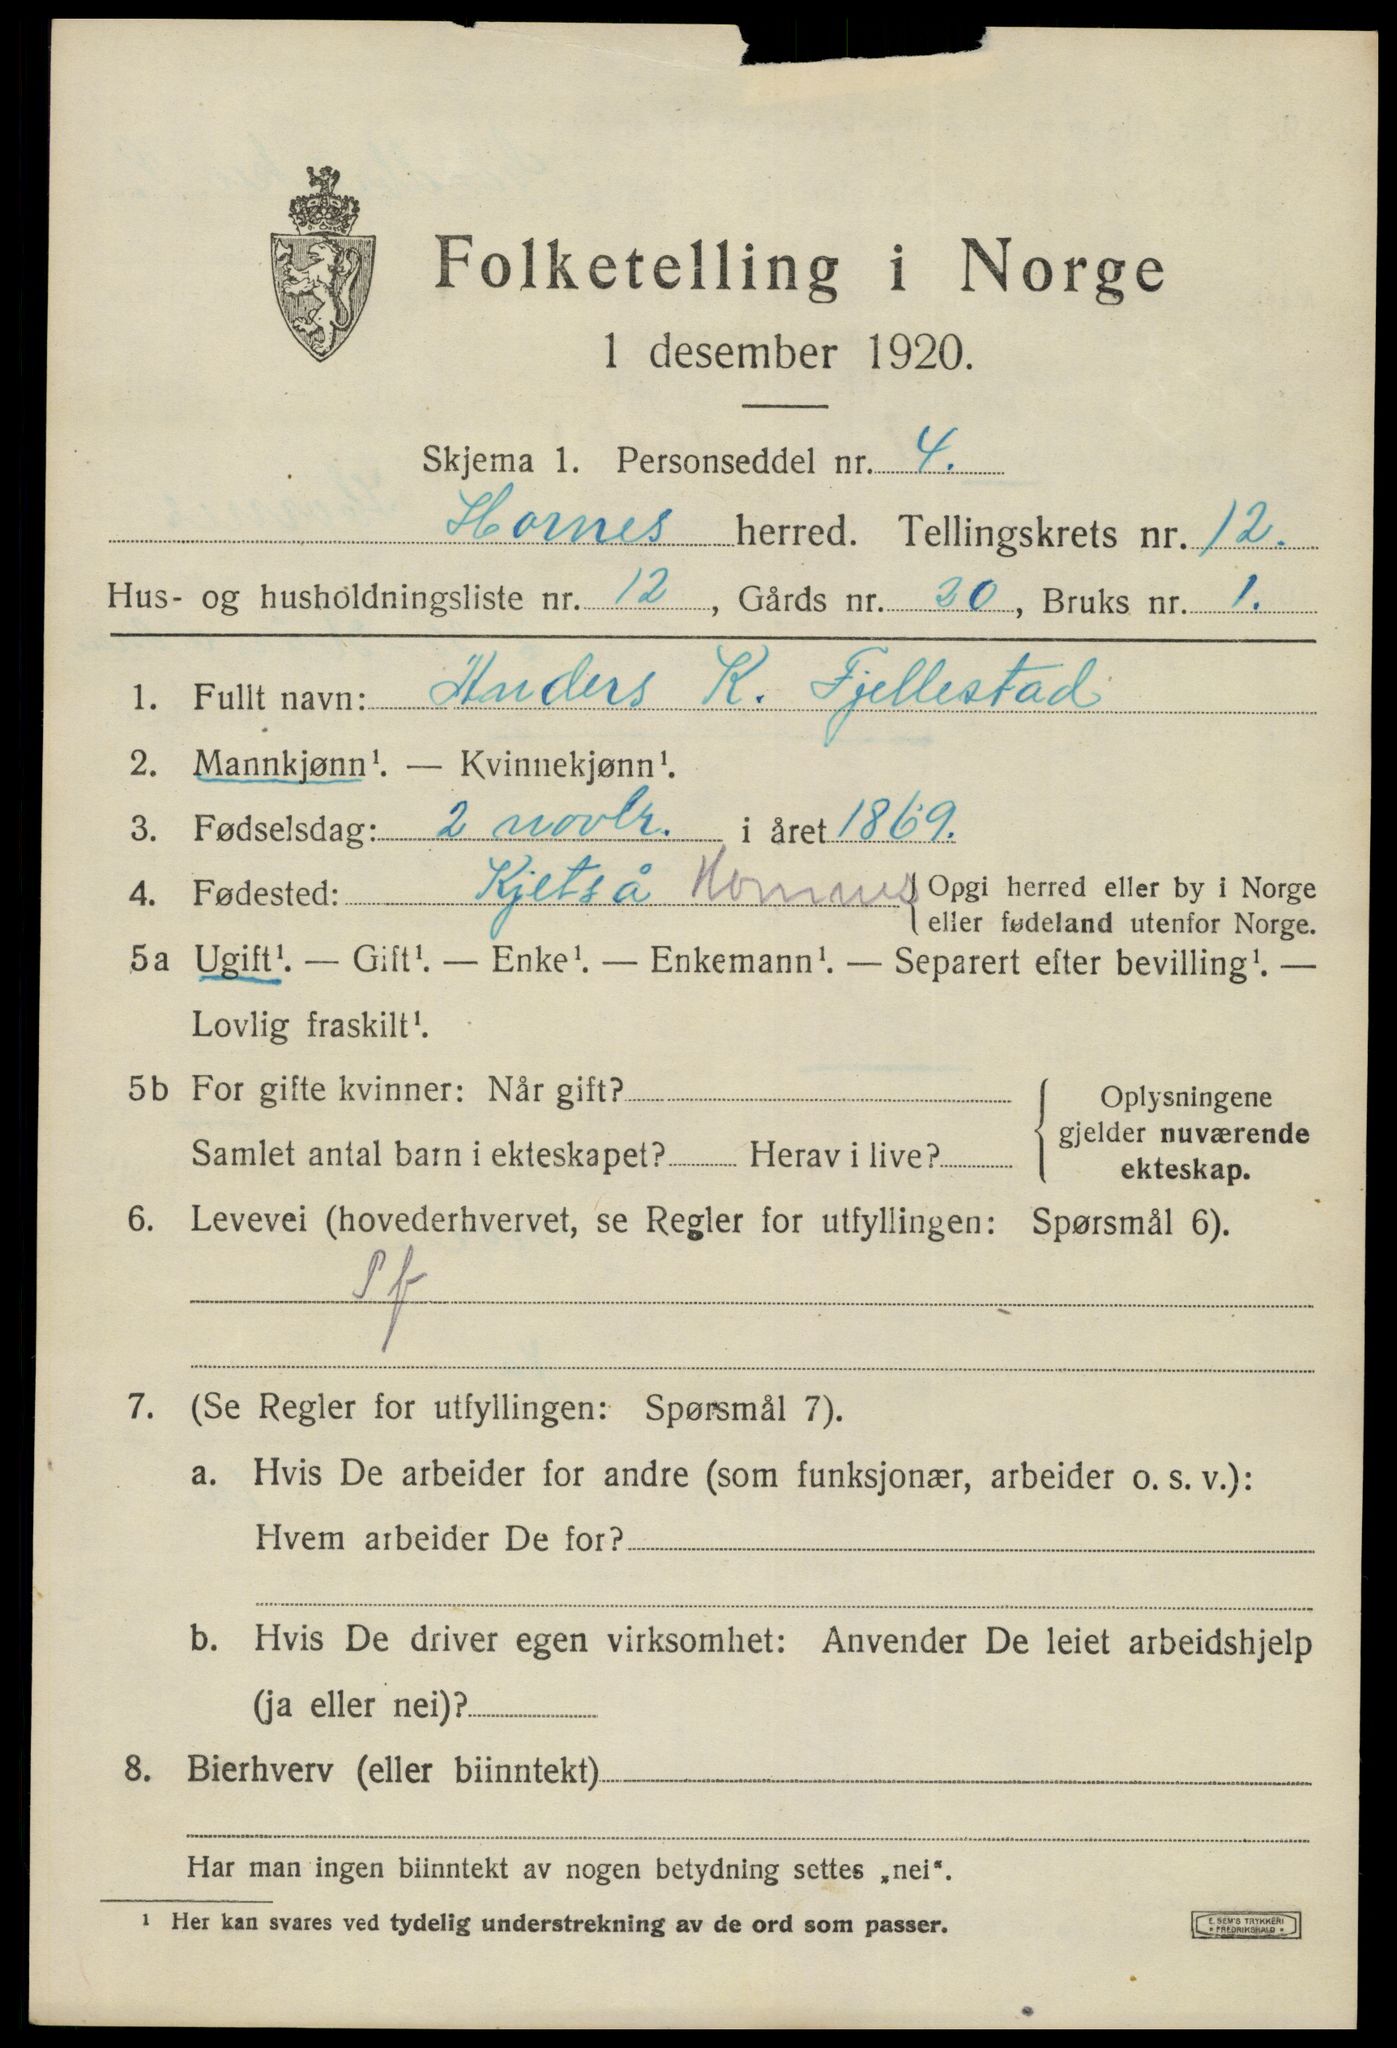 Folketelling i Norge
1 desember 1920.
Skjema 1. Personseddel nr. 4.
Hornes herred. Tellingskrets nr. 12.
Hus- og husholdningsliste nr. 12, Gårds nr. 20, Bruks nr. 1.
1. Fullt navn: Anders K. Fjellestad
2. Mannkjønn¹. — Kvinnekjønn¹.
3. Fødselsdag: 2 novbr. i året 1869.
4. Fødested: Kjetså Hornnes { Opgi herred eller by i Norge
eller fødeland utenfor Norge.
5a Ugift¹. — Gift¹. — Enke¹. — Enkemann¹. — Separert efter bevilling¹. —
Lovlig fraskilt¹.
5b For gifte kvinner: Når gift?
Samlet antal barn i ekteskapet? Herav i live?
{ Oplysningene
gjelder nuværende
ekteskap.
6. Levevei (hovederhvervet, se Regler for utfyllingen: Spørsmål 6).
7. (Se Regler for utfyllingen: Spørsmål 7).
a. Hvis De arbeider for andre (som funksjonær, arbeider o. s. v.):
Hvem arbeider De for?
b. Hvis De driver egen virksomhet: Anvender De leiet arbeidshjelp
(ja eller nei)?
8. Bierhverv (eller biinntekt)
Har man ingen biinntekt av nogen betydning settes „nei“.
¹ Her kan svares ved tydelig understrekning av de ord som passer.
E. SEM'S TRYKKERI
* FREDRIKSHALD *